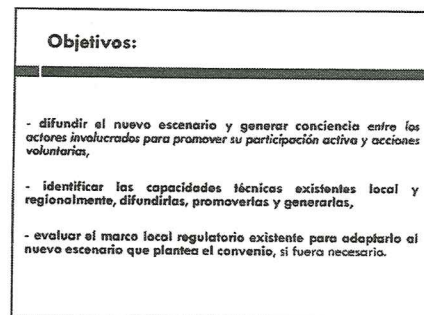 Objetivos:
- difundir el nuevo escenario y generar conciencia entre los
actores involucrados para promover su participación activa y acciones
voluntarias,
- identificar las capacidades técnicas existentes local y
regionalmente, difundirlas, promoverlas y generarlas,
- evaluar el marco local regulatorio existente para adaptarlo al
nuevo escenario que plantea el convenio, si fuera necesario.